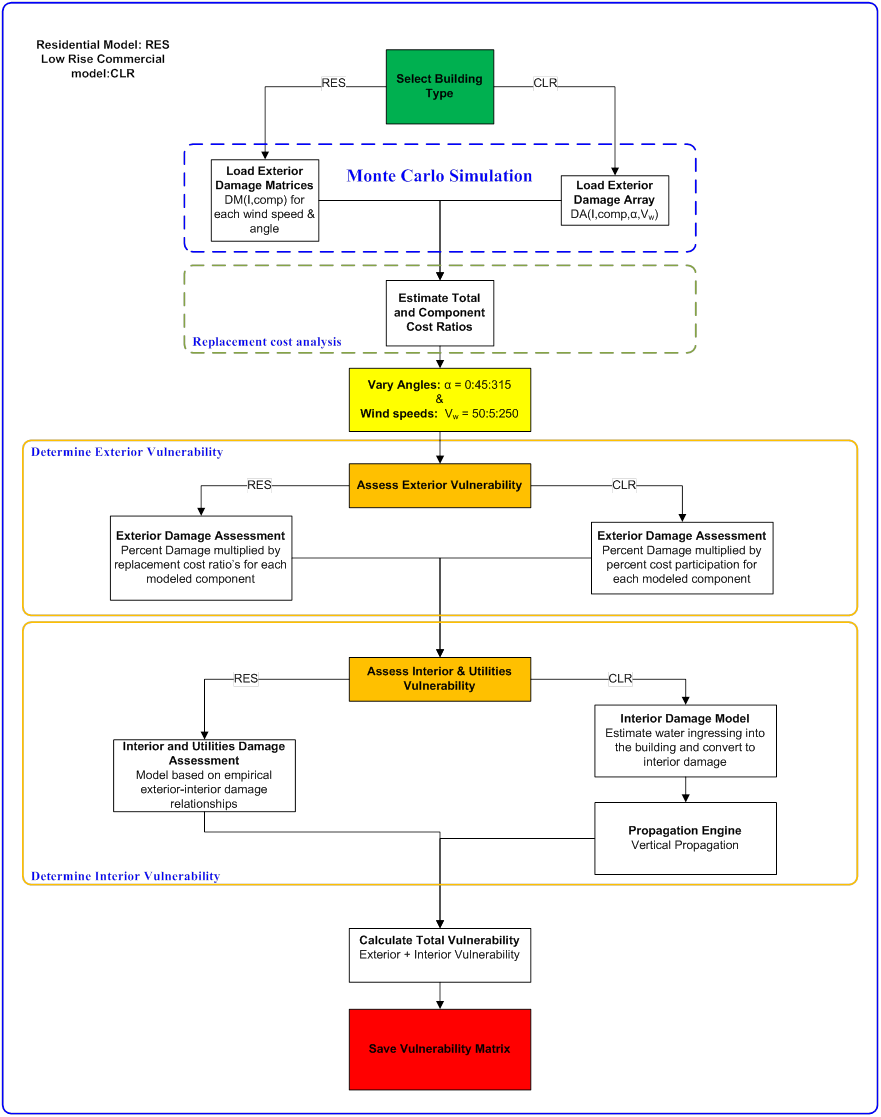 Residential Model: RES
Low Rise Commercial
model:CLR
Select Building
Type
RES
CLR
Monte Carlo Simulation
Load Exterior
Damage Matrices
DM(I,comp) for
each wind speed &
angle
Load Exterior
Damage Array
DA(I,comp,α,Vw)
Estimate Total
and Component
Cost Ratios
Replacement cost analysis
Vary Angles: α = 0:45:315
&
Wind speeds: Vw = 50:5:250
Determine Exterior Vulnerability
Assess Exterior Vulnerability
RES
CLR
Exterior Damage Assessment
Percent Damage multiplied by
replacement cost ratio's for each
modeled component
Exterior Damage Assessment
Percent Damage multiplied by
percent cost participation for
each modeled component
Assess Interior & Utilities
Vulnerability
RES
CLR
Interior and Utilities Damage
Assessment
Model based on empirical
exterior-interior damage
relationships
Interior Damage Model
Estimate water ingressing into
the building and convert to
interior damage
Propagation Engine
Vertical Propagation
Determine Interior Vulnerability
Calculate Total Vulnerability
Exterior + Interior Vulnerability
Save Vulnerability Matrix